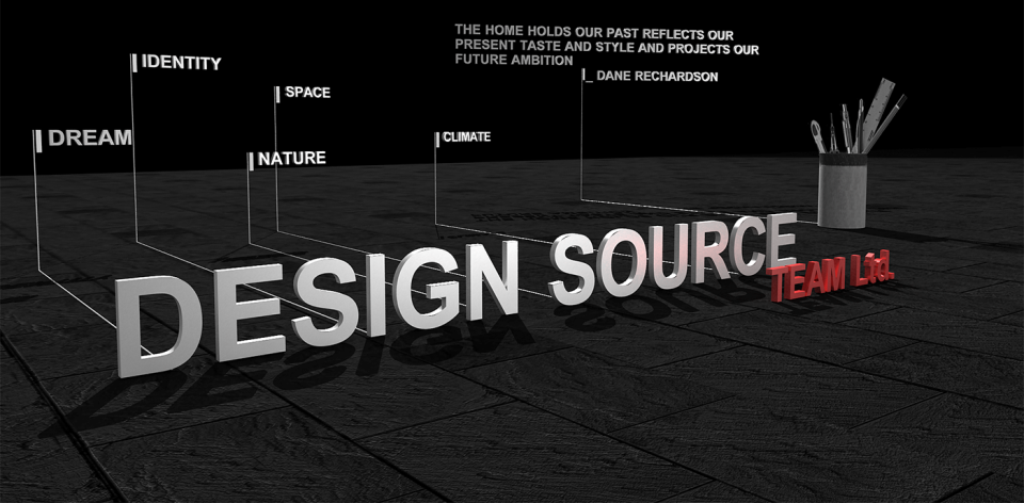 THE HOME HOLDS OUR PAST REFLECTS OUR
PRESENT TASTE AND STYLE AND PROJECTS OUR
FUTURE AMBITION
_ DANE RECHARDSON
IDENTITY
SPACE
DREAM
NATURE
CLIMATE
DESIGN SOURCE
TEAM Ltd.